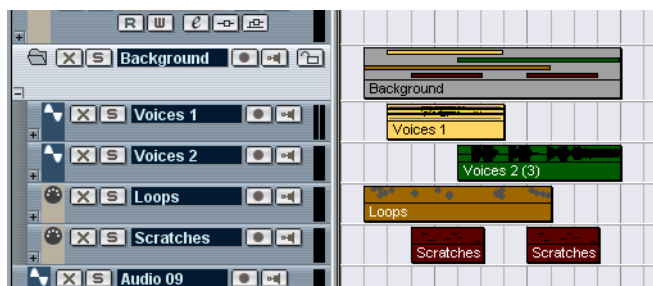 R W e
X S Background Background
X S Voices 1 Voices 1
X S Voices 2 Voices 2 (3)
X S Loops Loops
X S Scratches Scratches Scratches
X S Audio 09